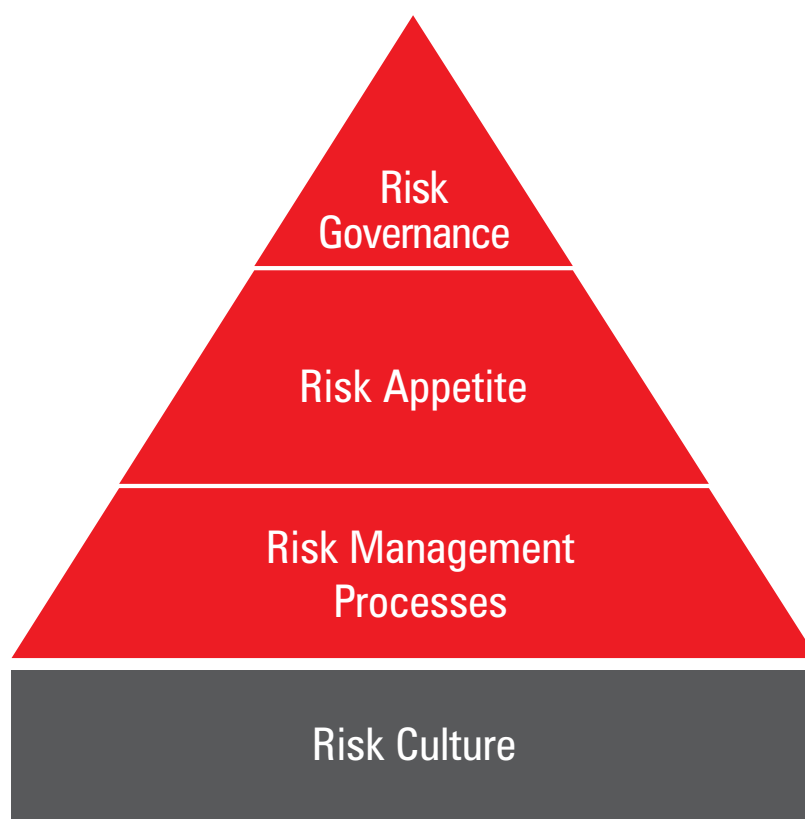 Risk
Governance
Risk Appetite
Risk Management
Processes
Risk Culture